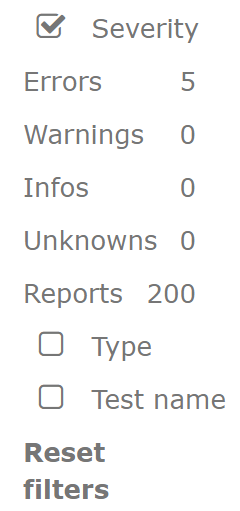 Severity
Errors 5
Warnings 0
Infos 0
Unknowns 0
Reports 200
Type
Test name
Reset
filters